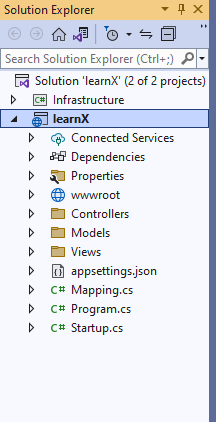 Solution Explorer
Search Solution Explorer (Ctrl+;)
Solution 'learnX' (2 of 2 projects)
C# Infrastructure
learnX
Connected Services
Dependencies
Properties
wwwroot
Controllers
Models
Views
appsettings.json
C# Mapping.cs
C# Program.cs
C# Startup.cs